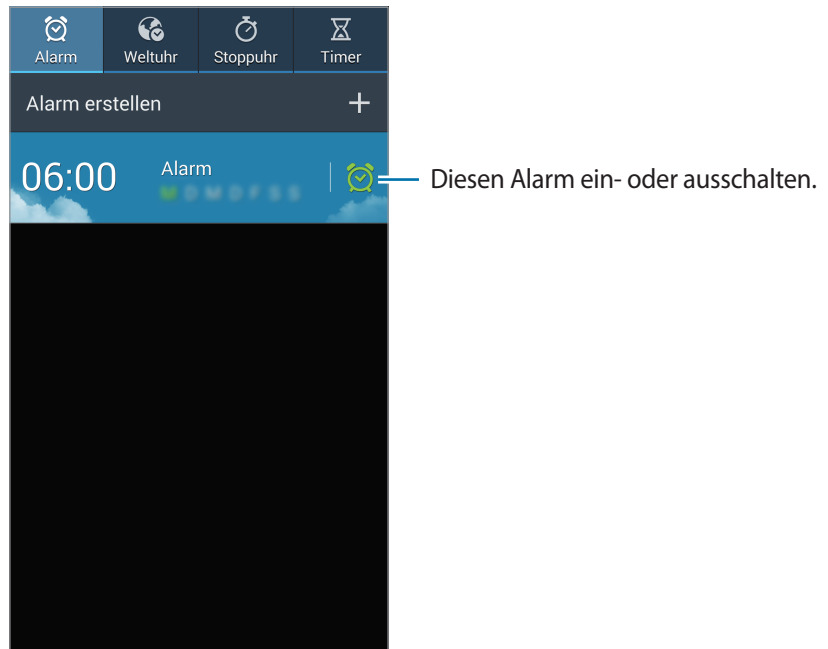 Alarm Weltuhr Stoppuhr Timer
Alarm erstellen +
06:00 Alarm
M D M D F S S
Diesen Alarm ein- oder ausschalten.